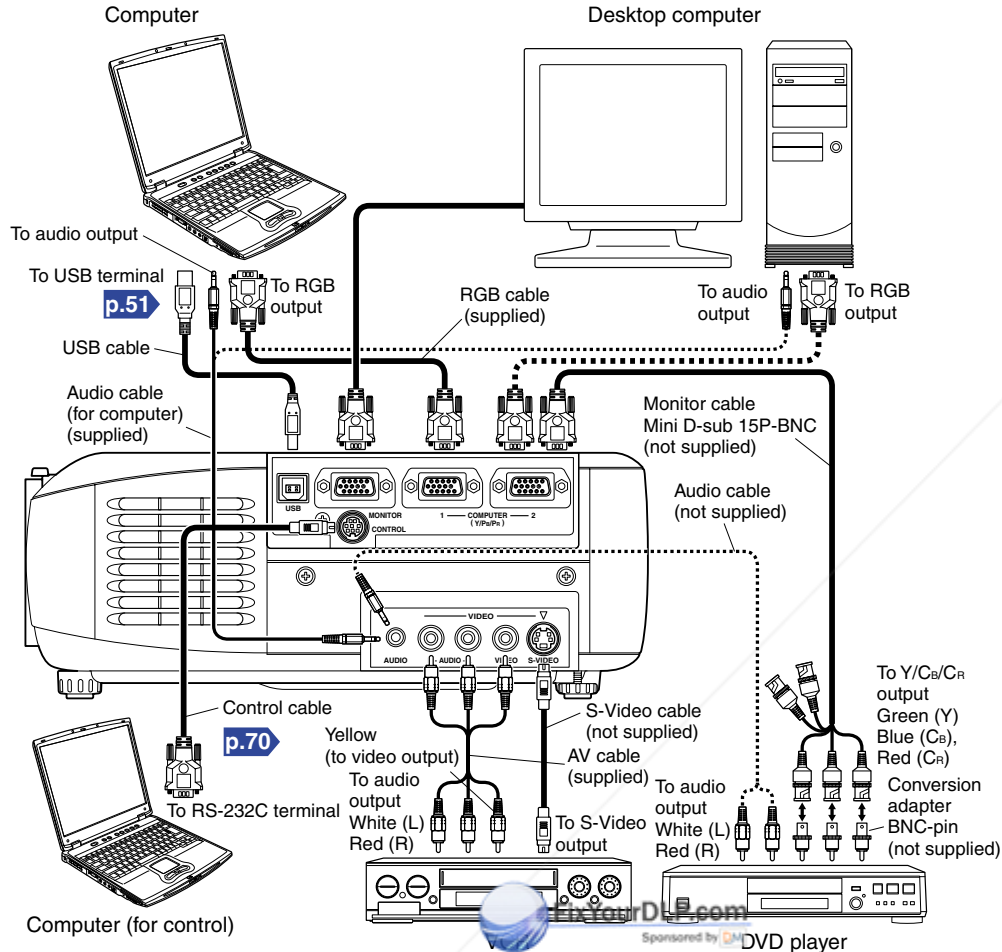 Computer
Desktop computer
To audio output
To USB terminal
p.51
To RGB
output
RGB cable
(supplied)
To audio
output
To RGB
output
USB cable
Audio cable
(for computer)
(supplied)
Monitor cable
Mini D-sub 15P-BNC
(not supplied)
Audio cable
(not supplied)
USB
MONITOR
CONTROL
1 — COMPUTER — 2
( Y/PB/PR )
VIDEO
AUDIO
- AUDIO -
VIDEO
S-VIDEO
Control cable
p.70
To RS-232C terminal
Yellow
(to video output)
To audio
output
White (L)
Red (R)
S-Video cable
(not supplied)
AV cable
(supplied)
To S-Video
output
To audio
output
White (L)
Red (R)
To Y/CB/CR
output
Green (Y)
Blue (CB),
Red (CR)
Conversion
adapter
BNC-pin
(not supplied)
Computer (for control)
FixYourDLP.com
Sponsored by
DVD player